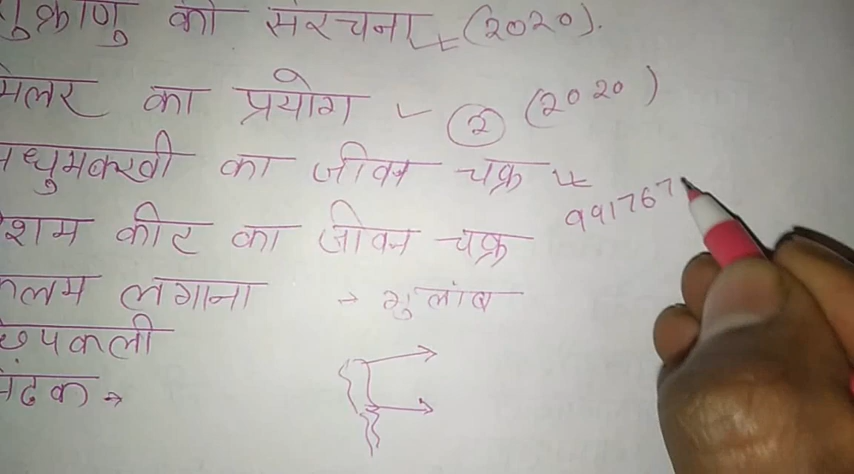 शुक्राणु की संरचना (2020).
मिलर का प्रयोग ② (2020)
मधुमक्खी का जीवन चक्र
991767
रेशम कीट का जीवन चक्र
कलम लगाना → गुलाब
छिपकली
मेंढक →